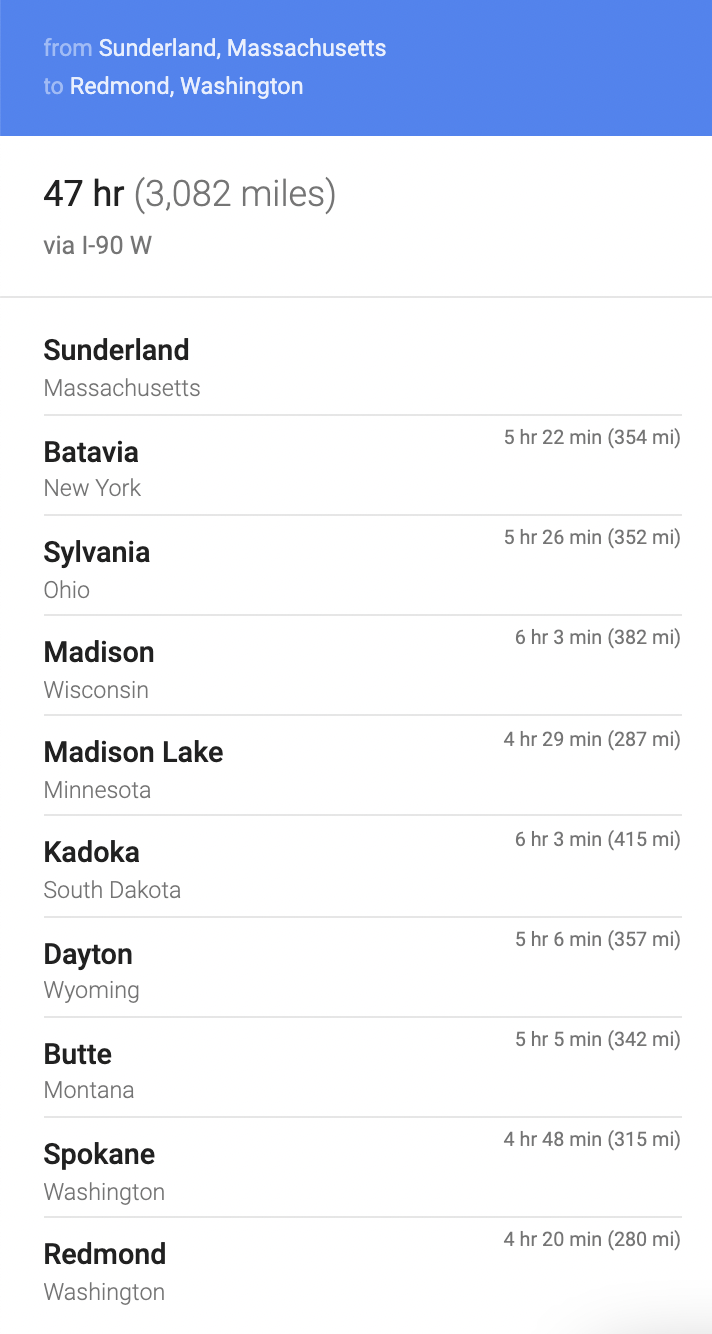 from Sunderland, Massachusetts
to Redmond, Washington
47 hr (3,082 miles)
via I-90 W
Sunderland
Massachusetts
5 hr 22 min (354 mi)
Batavia
New York
5 hr 26 min (352 mi)
Sylvania
Ohio
6 hr 3 min (382 mi)
Madison
Wisconsin
4 hr 29 min (287 mi)
Madison Lake
Minnesota
6 hr 3 min (415 mi)
Kadoka
South Dakota
5 hr 6 min (357 mi)
Dayton
Wyoming
5 hr 5 min (342 mi)
Butte
Montana
4 hr 48 min (315 mi)
Spokane
Washington
4 hr 20 min (280 mi)
Redmond
Washington